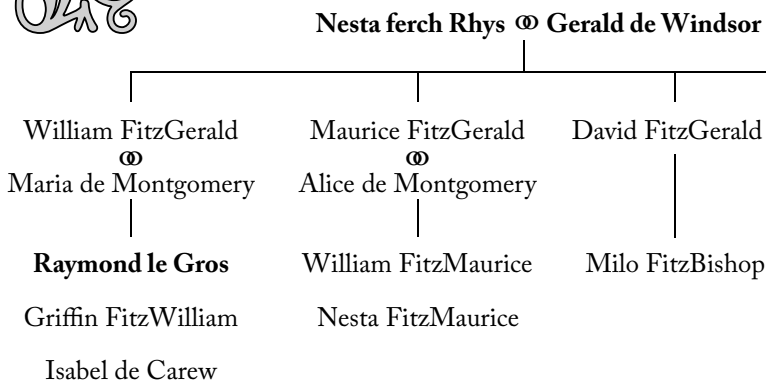 Nesta ferch Rhys ⚭ Gerald de Windsor
William FitzGerald Maurice FitzGerald David FitzGerald
⚭ ⚭
Maria de Montgomery Alice de Montgomery
Raymond le Gros William FitzMaurice Milo FitzBishop
Griffin FitzWilliam Nesta FitzMaurice
Isabel de Carew